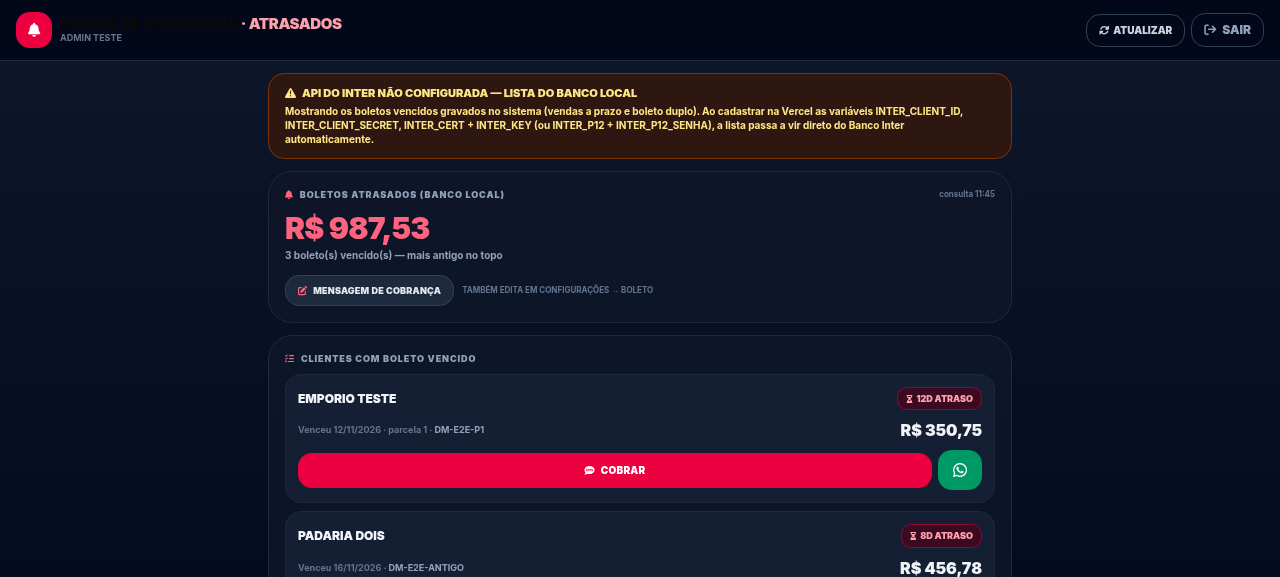 · ATRASADOS
ADMIN TESTE
ATUALIZAR
SAIR
API DO INTER NÃO CONFIGURADA — LISTA DO BANCO LOCAL
Mostrando os boletos vencidos gravados no sistema (vendas a prazo e boleto duplo). Ao cadastrar na Vercel as variáveis INTER_CLIENT_ID,
INTER_CLIENT_SECRET, INTER_CERT + INTER_KEY (ou INTER_P12 + INTER_P12_SENHA), a lista passa a vir direto do Banco Inter
automaticamente.
BOLETOS ATRASADOS (BANCO LOCAL)
consulta 11:45
R$ 987,53
3 boleto(s) vencido(s) — mais antigo no topo
MENSAGEM DE COBRANÇA
TAMBÉM EDITA EM CONFIGURAÇÕES → BOLETO
CLIENTES COM BOLETO VENCIDO
EMPORIO TESTE
12D ATRASO
Venceu 12/11/2026 · parcela 1 · DM-E2E-P1
R$ 350,75
COBRAR
PADARIA DOIS
8D ATRASO
Venceu 16/11/2026 · DM-E2E-ANTIGO
R$ 456,78